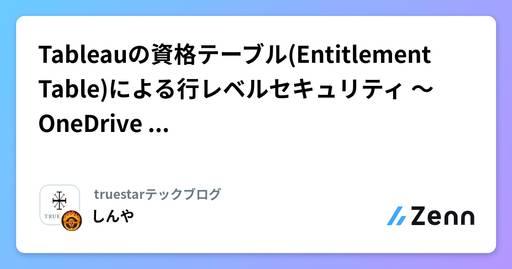 Tableauの資格テーブル(Entitlement
Table)による行レベルセキュリティ 〜
OneDrive ...
truestarテックブログ
TRUE
しんや
Zenn